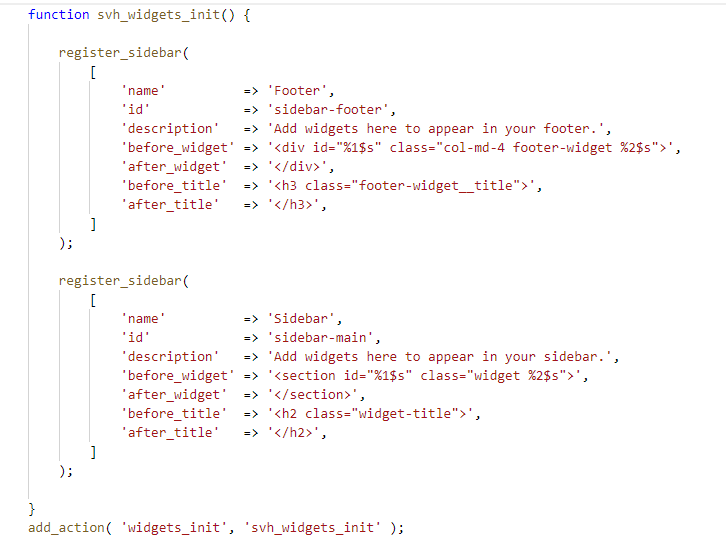 function svh_widgets_init() {
register_sidebar(
[
'name' => 'Footer',
'id' => 'sidebar-footer',
'description' => 'Add widgets here to appear in your footer.',
'before_widget' => '<div id="%1$s" class="col-md-4 footer-widget %2$s">',
'after_widget' => '</div>',
'before_title' => '<h3 class="footer-widget__title">',
'after_title' => '</h3>',
]
);
register_sidebar(
[
'name' => 'Sidebar',
'id' => 'sidebar-main',
'description' => 'Add widgets here to appear in your sidebar.',
'before_widget' => '<section id="%1$s" class="widget %2$s">',
'after_widget' => '</section>',
'before_title' => '<h2 class="widget-title">',
'after_title' => '</h2>',
]
);
}
add_action( 'widgets_init', 'svh_widgets_init' );